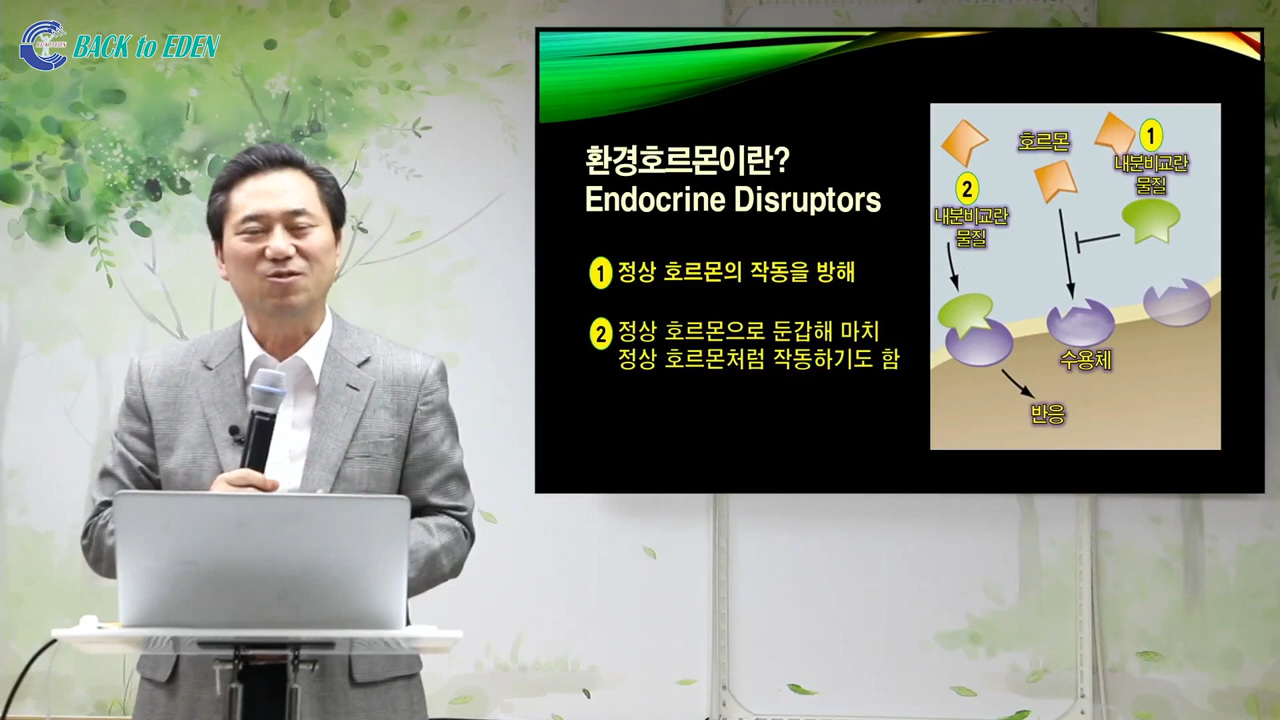 BACK to EDEN
환경호르몬이란?
Endocrine Disruptors
1 정상 호르몬의 작동을 방해
2 정상 호르몬으로 둔갑해 마치
정상 호르몬처럼 작동하기도 함
호르몬
1
내분비교란
물질
2
내분비교란
물질
수용체
반응